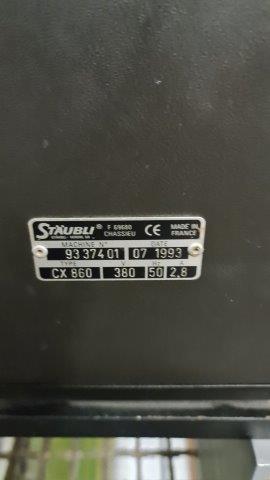 STÄUBLI® F 69680 CHASSIEU CE MADE IN FRANCE
MACHINE N° DATE
93 374 01 07 1993
TYPE V Hz A
CX 860 380 50 2,8